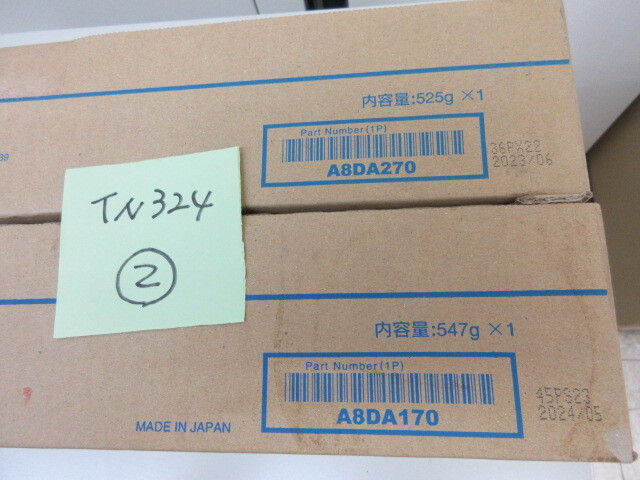 内容量:525g ×1
Part Number(1P)
A8DA270
36PX22
2023/06
39
TN324
2
内容量:547g ×1
Part Number(1P)
A8DA170
45PS23
2024/05
MADE IN JAPAN